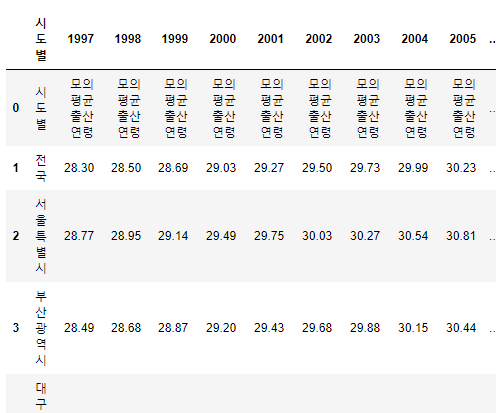 시도별 1997 1998 1999 2000 2001 2002 2003 2004 2005 ..
0 시도별 모의평균출산연령 모의평균출산연령 모의평균출산연령 모의평균출산연령 모의평균출산연령 모의평균출산연령 모의평균출산연령 모의평균출산연령 모의평균출산연령 ..
1 전국 28.30 28.50 28.69 29.03 29.27 29.50 29.73 29.99 30.23 ..
2 서울특별시 28.77 28.95 29.14 29.49 29.75 30.03 30.27 30.54 30.81 ..
3 부산광역시 28.49 28.68 28.87 29.20 29.43 29.68 29.88 30.15 30.44 ..
대구